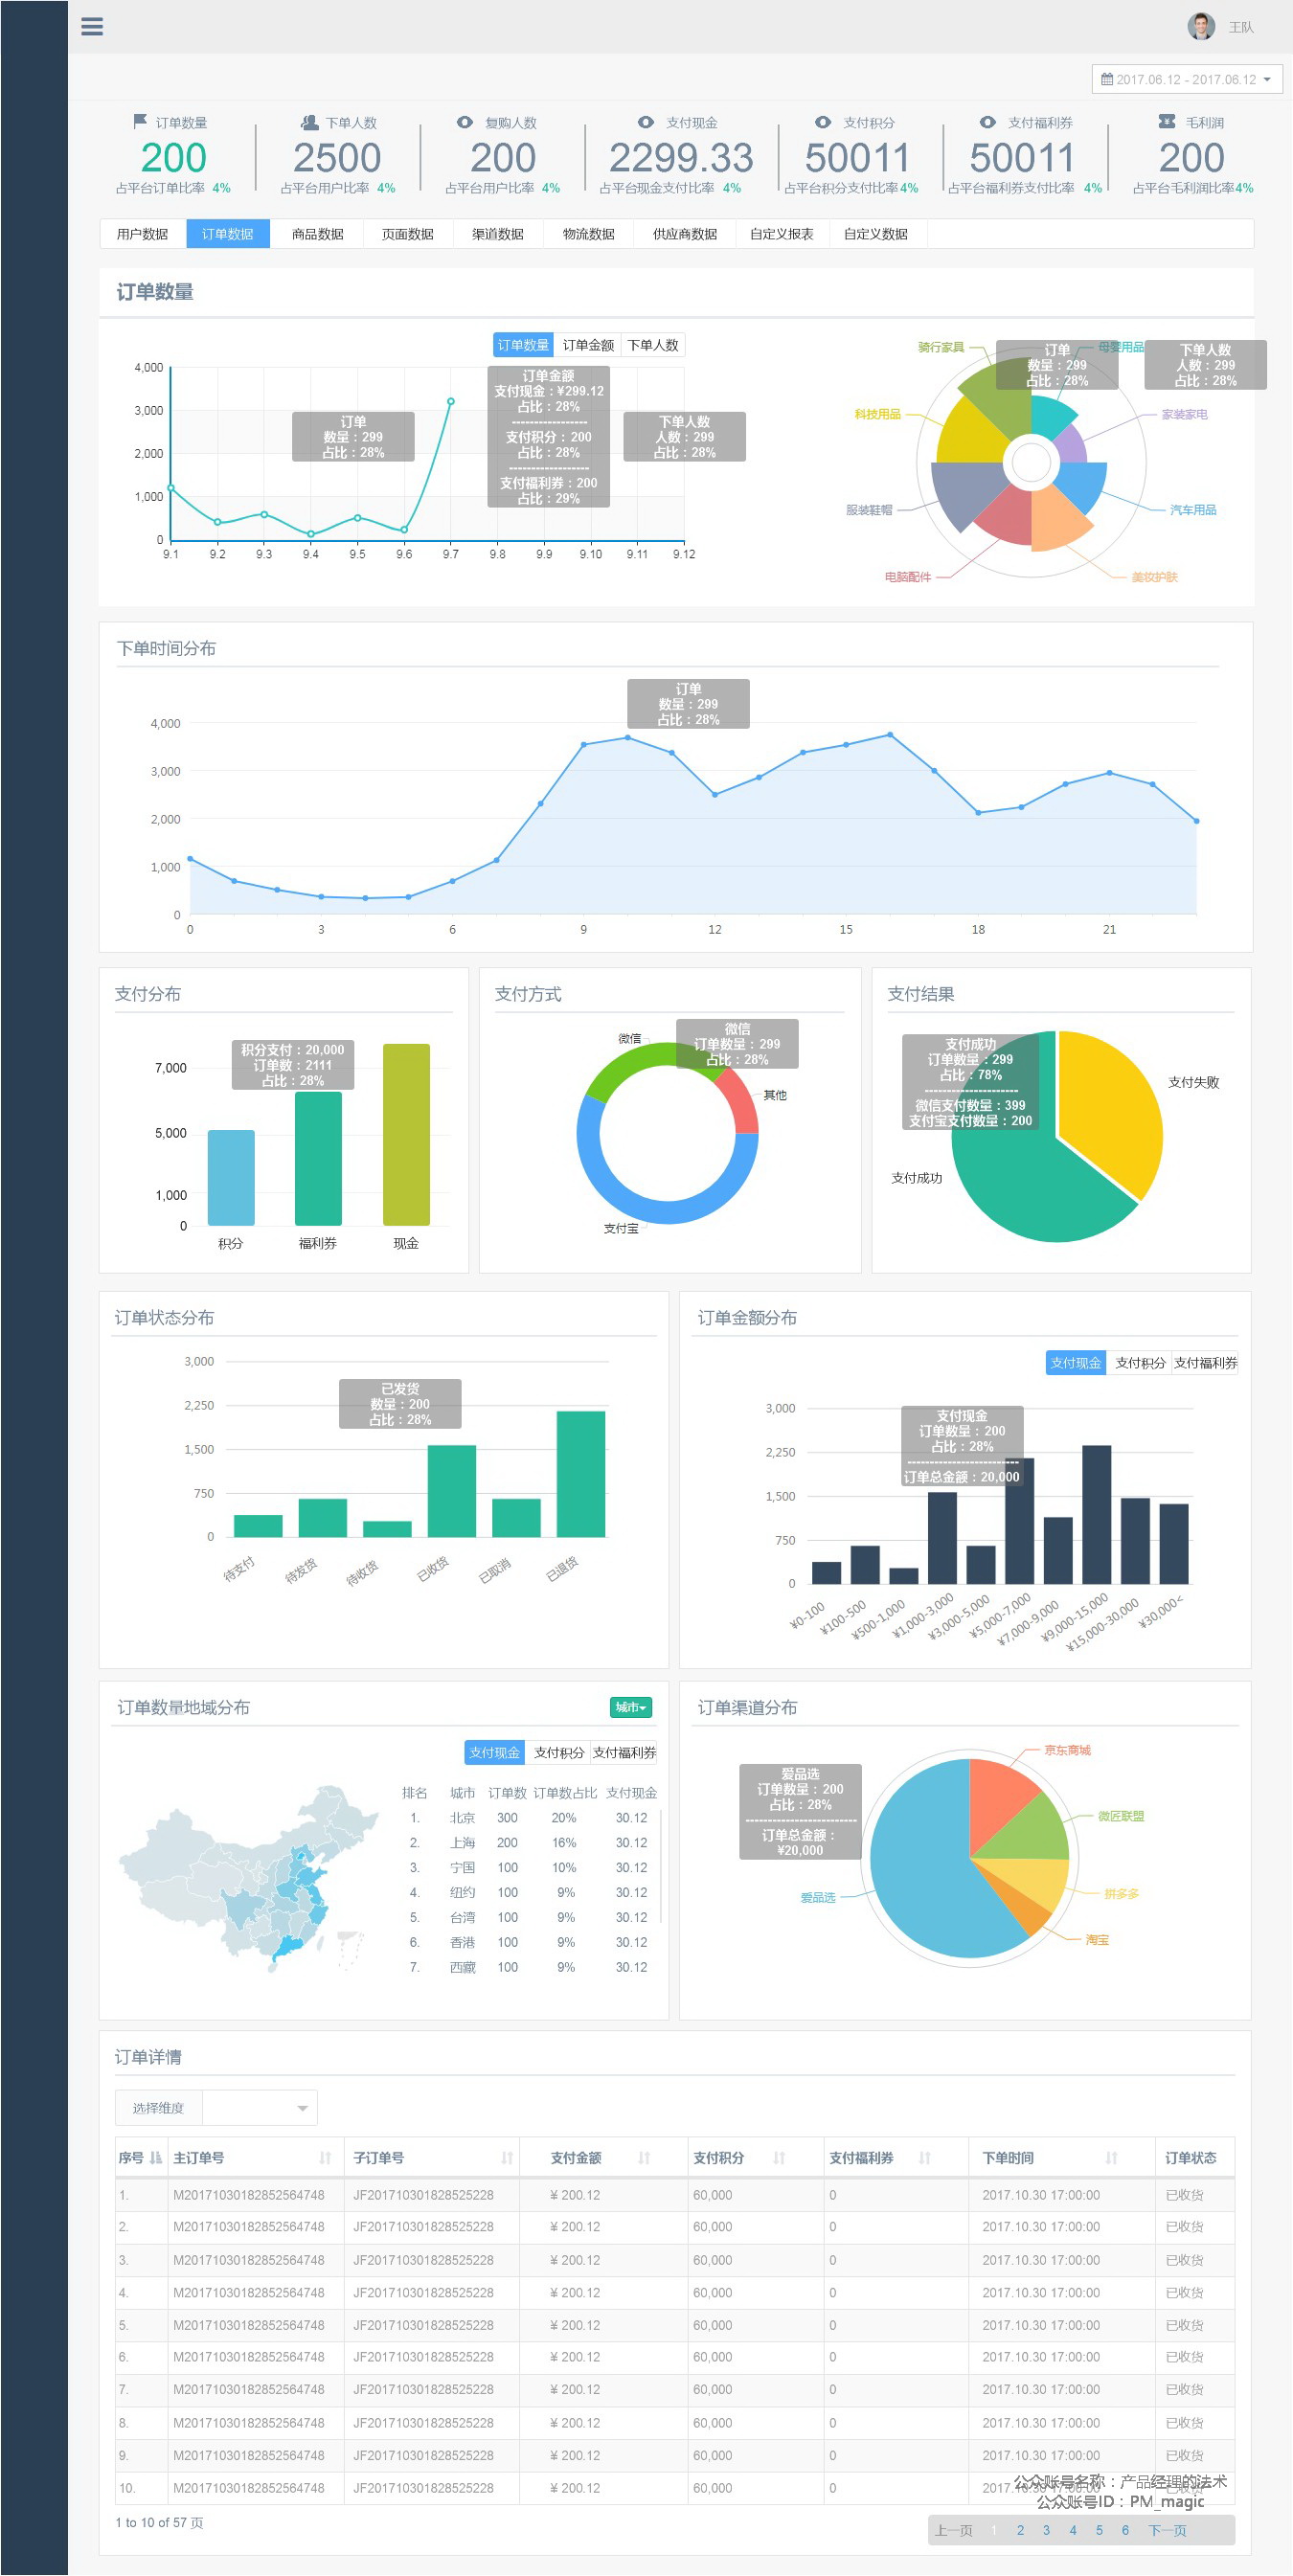 王队
2017.06.12 - 2017.06.12
订单数量 下单人数 复购人数 支付现金 支付积分 支付福利券 毛利润
200 2500 200 2299.33 50011 50011 200
占平台订单比率 4% 占平台用户比率 4% 占平台用户比率 4% 占平台现金支付比率 4% 占平台积分支付比率4% 占平台福利券支付比率 4% 占平台毛利润比率4%
用户数据 订单数据 商品数据 页面数据 渠道数据 物流数据 供应商数据 自定义报表 自定义数据
订单数量
订单数量 订单金额 下单人数
4,000
3,000
2,000
1,000
0
9.1 9.2 9.3 9.4 9.5 9.6 9.7 9.8 9.9 9.10 9.11 9.12
订单
数量：299
占比：28%
订单金额
支付现金：¥299.12
占比：28%
-----------------
支付积分：200
占比：28%
------------------
支付福利券：200
占比：29%
下单人数
人数：299
占比：28%
骑行家具
母婴用品
订单
数量：299
占比：28%
下单人数
人数：299
占比：28%
科技用品
家装家电
服装鞋帽
汽车用品
电脑配件
美妆护肤
下单时间分布
订单
数量：299
占比：28%
4,000
3,000
2,000
1,000
0
0 3 6 9 12 15 18 21
支付分布
积分支付：20,000
订单数：2111
占比：28%
7,000
5,000
1,000
0
积分 福利券 现金
支付方式
微信
微信
订单数量：299
占比：28%
其他
支付宝
支付结果
支付成功
订单数量：299
占比：78%
---------------------
微信支付数量：399
支付宝支付数量：200
支付失败
支付成功
订单状态分布
3,000
2,250
1,500
750
0
已发货
数量：200
占比：28%
待支付 待发货 待收货 已收货 已取消 已退货
订单金额分布
支付现金 支付积分 支付福利券
3,000
2,250
1,500
750
0
支付现金
订单数量：200
占比：28%
-------------------------
订单总金额：20,000
¥0-100 ¥100-500 ¥500-1,000 ¥1,000-3,000 ¥3,000-5,000 ¥5,000-7,000 ¥7,000-9,000 ¥9,000-15,000 ¥15,000-30,000 ¥30,000<
订单数量地域分布
城市
支付现金 支付积分 支付福利券
排名 城市 订单数 订单数占比 支付现金
1. 北京 300 20% 30.12
2. 上海 200 16% 30.12
3. 宁国 100 10% 30.12
4. 纽约 100 9% 30.12
5. 台湾 100 9% 30.12
6. 香港 100 9% 30.12
7. 西藏 100 9% 30.12
订单渠道分布
爱品选
订单数量：200
占比：28%
-------------------------
订单总金额：
¥20,000
京东商城
微匠联盟
拼多多
淘宝
爱品选
订单详情
选择维度
序号 主订单号 子订单号 支付金额 支付积分 支付福利券 下单时间 订单状态
1. M20171030182852564748 JF201710301828525228 ¥ 200.12 60,000 0 2017.10.30 17:00:00 已收货
2. M20171030182852564748 JF201710301828525228 ¥ 200.12 60,000 0 2017.10.30 17:00:00 已收货
3. M20171030182852564748 JF201710301828525228 ¥ 200.12 60,000 0 2017.10.30 17:00:00 已收货
4. M20171030182852564748 JF201710301828525228 ¥ 200.12 60,000 0 2017.10.30 17:00:00 已收货
5. M20171030182852564748 JF201710301828525228 ¥ 200.12 60,000 0 2017.10.30 17:00:00 已收货
6. M20171030182852564748 JF201710301828525228 ¥ 200.12 60,000 0 2017.10.30 17:00:00 已收货
7. M20171030182852564748 JF201710301828525228 ¥ 200.12 60,000 0 2017.10.30 17:00:00 已收货
8. M20171030182852564748 JF201710301828525228 ¥ 200.12 60,000 0 2017.10.30 17:00:00 已收货
9. M20171030182852564748 JF201710301828525228 ¥ 200.12 60,000 0 2017.10.30 17:00:00 已收货
10. M20171030182852564748 JF201710301828525228 ¥ 200.12 60,000 0 2017.10.30 17:00:00 已收货
公众账号名称：产品经理的法术
公众账号ID：PM_magic
1 to 10 of 57 页
上一页 1 2 3 4 5 6 下一页